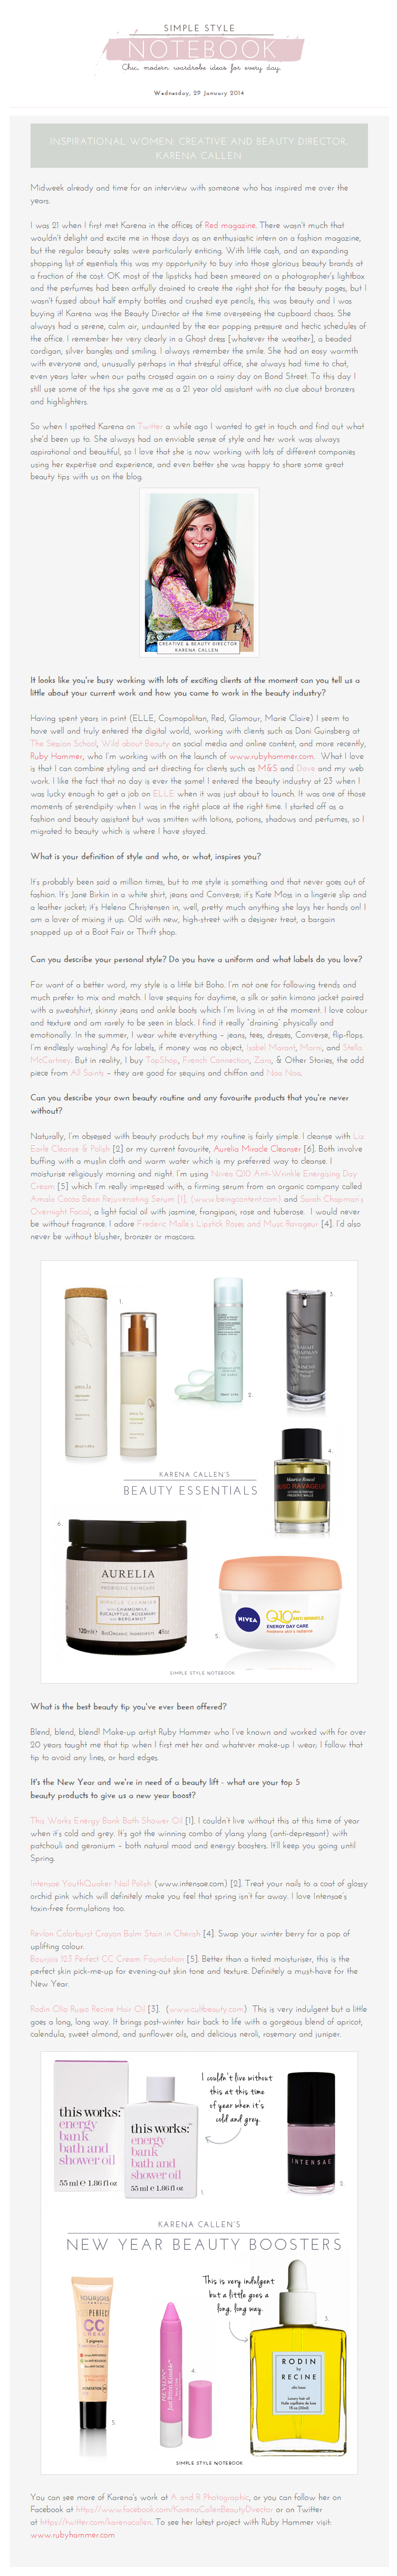 SIMPLE STYLE
NOTEBOOK
Chic, modern wardrobe ideas for every day.
Wednesday, 29 January 2014
INSPIRATIONAL WOMEN: CREATIVE AND BEAUTY DIRECTOR,
KARENA CALLEN
Midweek already and time for an interview with someone who has inspired me over the
years.
I was 21 when I first met Karena in the offices of Red magazine. There wasn't much that
wouldn't delight and excite me in those days as an enthusiastic intern on a fashion magazine,
but the regular beauty sales were particularly enticing. With little cash, and an expanding
shopping list of essentials this was my opportunity to buy into those glorious beauty brands at
a fraction of the cost. OK most of the lipsticks had been smeared on a photographer's lightbox
and the perfumes had been artfully drained to create the right shot for the beauty pages, but I
wasn't fussed about half empty bottles and crushed eye pencils, this was beauty and I was
buying it! Karena was the Beauty Director at the time overseeing the cupboard chaos. She
always had a serene, calm air, undaunted by the ear popping pressure and hectic schedules of
the office. I remember her very clearly in a Ghost dress [whatever the weather], a beaded
cardigan, silver bangles and smiling. I always remember the smile. She had an easy warmth
with everyone and, unusually perhaps in that stressful office, she always had time to chat,
even years later when our paths crossed again on a rainy day on Bond Street. To this day I
still use some of the tips she gave me as a 21 year old assistant with no clue about bronzers
and highlighters.
So when I spotted Karena on Twitter a while ago I wanted to get in touch and find out what
she'd been up to. She always had an enviable sense of style and her work was always
aspirational and beautiful, so I love that she is now working with lots of different companies
using her expertise and experience, and even better she was happy to share some great
beauty tips with us on the blog.
CREATIVE & BEAUTY DIRECTOR
KARENA CALLEN
It looks like you're busy working with lots of exciting clients at the moment can you tell us a
little about your current work and how you came to work in the beauty industry?
Having spent years in print (ELLE, Cosmopolitan, Red, Glamour, Marie Claire) I seem to
have well and truly entered the digital world, working with clients such as Dani Guinsberg at
The Session School, Wild about Beauty on social media and online content, and more recently,
Ruby Hammer, who I'm working with on the launch of www.rubyhammer.com. What I love
is that I can combine styling and art directing for clients such as M&S and Dove and my web
work. I like the fact that no day is ever the same! I entered the beauty industry at 23 when I
was lucky enough to get a job on ELLE when it was just about to launch. It was one of those
moments of serendipity when I was in the right place at the right time. I started off as a
fashion and beauty assistant but was smitten with lotions, potions, shadows and perfumes, so I
migrated to beauty which is where I have stayed.
What is your definition of style and who, or what, inspires you?
It's probably been said a million times, but to me style is something and that never goes out of
fashion. It's Jane Birkin in a white shirt, jeans and Converse; it's Kate Moss in a lingerie slip and
a leather jacket; it's Helena Christensen in, well, pretty much anything she lays her hands on! I
am a lover of mixing it up. Old with new, high-street with a designer treat, a bargain
snapped up at a Boot Fair or Thrift shop.
Can you describe your personal style? Do you have a uniform and what labels do you love?
For want of a better word, my style is a little bit Boho. I'm not one for following trends and
much prefer to mix and match. I love sequins for daytime, a silk or satin kimono jacket paired
with a sweatshirt, skinny jeans and ankle boots which I'm living in at the moment. I love colour
and texture and am rarely to be seen in black. I find it really "draining" physically and
emotionally. In the summer, I wear white everything – jeans, tees, dresses, Converse, flip-flops.
I'm endlessly washing! As for labels, if money was no object, Isabel Marant, Marni, and Stella
McCartney. But in reality, I buy TopShop, French Connection, Zara, & Other Stories, the odd
piece from All Saints – they are good for sequins and chiffon and Noa Noa.
Can you describe your own beauty routine and any favourite products that you're never
without?
Naturally, I'm obsessed with beauty products but my routine is fairly simple. I cleanse with Liz
Earle Cleanse & Polish [2] or my current favourite, Aurelia Miracle Cleanser [6]. Both involve
buffing with a muslin cloth and warm water which is my preferred way to cleanse. I
moisturise religiously morning and night. I'm using Nivea Q10 Anti-Wrinkle Energising Day
Cream [5] which I'm really impressed with, a firming serum from an organic company called
Amala Cocoa Bean Rejuvenating Serum [1], (www.beingcontent.com) and Sarah Chapman's
Overnight Facial, a light facial oil with jasmine, frangipani, rose and tuberose. I would never
be without fragrance. I adore Frederic Malle's Lipstick Roses and Musc Ravageur [4]. I'd also
never be without blusher, bronzer or mascara.
1.
2.
3.
SARAH
CHAPMAN
4.
KARENA CALLEN'S
BEAUTY ESSENTIALS
Maurice Roucel
MUSC RAVAGEUR
6.
AURELIA
PROBIOTIC SKINCARE
MIRACLE CLEANSER
with CHAMOMILE,
EUCALYPTUS, ROSEMARY
and BERGAMOT
120ml℮ BioOrganic Ingredients 4floz
NIVEA
Q10 plus
ANTI-WRINKLE
ENERGY DAY CARE
5.
SIMPLE STYLE NOTEBOOK
What is the best beauty tip you've ever been offered?
Blend, blend, blend! Make-up artist Ruby Hammer who I've known and worked with for over
20 years taught me that tip when I first met her and whatever make-up I wear, I follow that
tip to avoid any lines, or hard edges.
It's the New Year and we're in need of a beauty lift - what are your top 5
beauty products to give us a new year boost?
This Works Energy Bank Bath Shower Oil [1]. I couldn't live without this at this time of year
when it's cold and grey. It's got the winning combo of ylang ylang (anti-depressant) with
patchouli and geranium – both natural mood and energy boosters. It'll keep you going until
Spring.
Intensae YouthQuaker Nail Polish (www.intensae.com) [2]. Treat your nails to a coat of glossy
orchid pink which will definitely make you feel that spring isn't far away. I love Intensae's
toxin-free formulations too.
Revlon Colorburst Crayon Balm Stain in Cherish [4]. Swap your winter berry for a pop of
uplifting colour.
Bourjois 123 Perfect CC Cream Foundation [5]. Better than a tinted moisturiser, this is the
perfect skin pick-me-up for evening-out skin tone and texture. Definitely a must-have for the
New Year.
Rodin Olio Russo Recine Hair Oil [3]. (www.cultbeauty.com) This is very indulgent but a little
goes a long, long way. It brings post-winter hair back to life with a gorgeous blend of apricot,
calendula, sweet almond, and sunflower oils, and delicious neroli, rosemary and juniper.
this works:
energy
bank
bath and
shower oil
55 ml ℮ 1.86 fl oz
this works:
energy
bank
bath and
shower oil
55 ml ℮ 1.86 fl oz
1.
I couldn't live without
this at this time
of year when it's
cold and grey.
INTENSAE
2.
KARENA CALLEN'S
NEW YEAR BEAUTY BOOSTERS
This is very indulgent
but a little goes a
long, long way.
BOURJOIS
PERFECT
CC
CREAM
5.
REVLON
Just Bitten Kissable
4.
3.
RODIN
by
RECINE
Luxury hair oil
SIMPLE STYLE NOTEBOOK
You can see more of Karena's work at A and R Photographic, or you can follow her on
Facebook at https://www.facebook.com/KarenaCallenBeautyDirector or on Twitter
at https://twitter.com/karenacallen. To see her latest project with Ruby Hammer visit:
www.rubyhammer.com